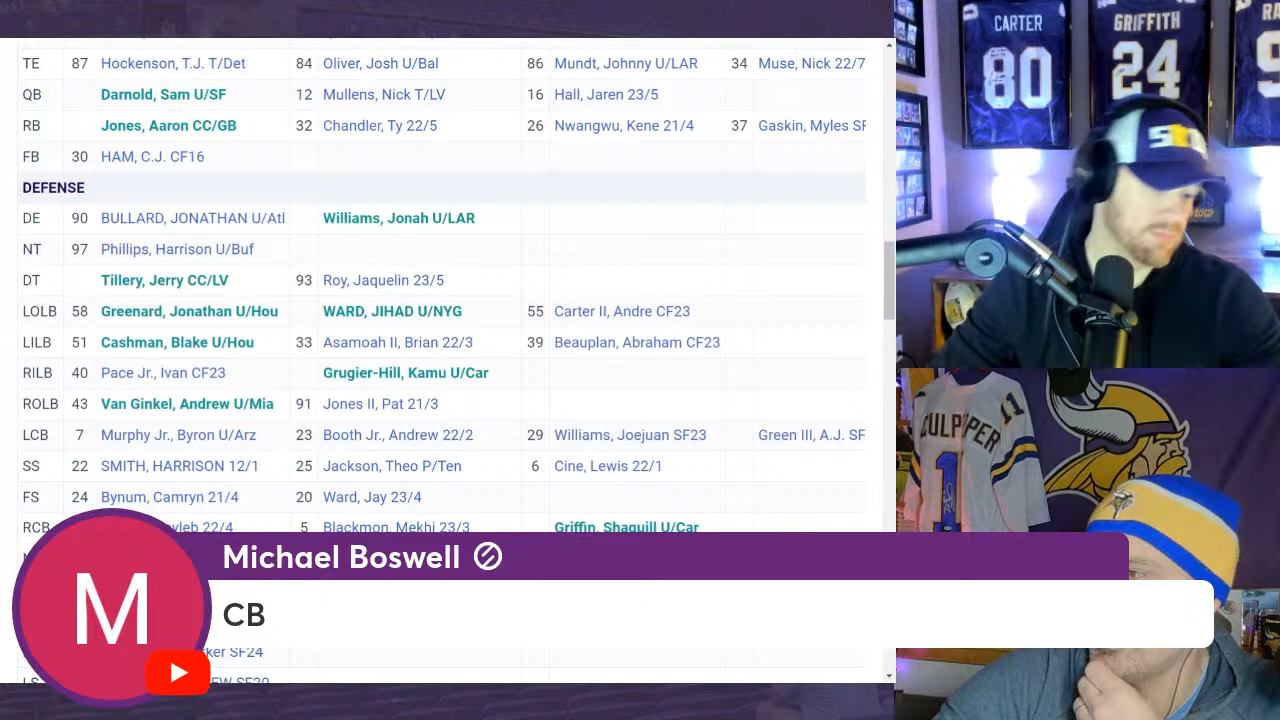 TE 87 Hockenson, T.J. T/Det 84 Oliver, Josh U/Bal 86 Mundt, Johnny U/LAR 34 Muse, Nick 22/7
QB Darnold, Sam U/SF 12 Mullens, Nick T/LV 16 Hall, Jaren 23/5
RB Jones, Aaron CC/GB 32 Chandler, Ty 22/5 26 Nwangwu, Kene 21/4 37 Gaskin, Myles SF
FB 30 HAM, C.J. CF16
DEFENSE
DE 90 BULLARD, JONATHAN U/Atl Williams, Jonah U/LAR
NT 97 Phillips, Harrison U/Buf
DT Tillery, Jerry CC/LV 93 Roy, Jaquelin 23/5
LOLB 58 Greenard, Jonathan U/Hou WARD, JIHAD U/NYG 55 Carter II, Andre CF23
LILB 51 Cashman, Blake U/Hou 33 Asamoah II, Brian 22/3 39 Beauplan, Abraham CF23
RILB 40 Pace Jr., Ivan CF23 Grugier-Hill, Kamu U/Car
ROLB 43 Van Ginkel, Andrew U/Mia 91 Jones II, Pat 21/3
LCB 7 Murphy Jr., Byron U/Arz 23 Booth Jr., Andrew 22/2 29 Williams, Joejuan SF23 Green III, A.J. SF
SS 22 SMITH, HARRISON 12/1 25 Jackson, Theo P/Ten 6 Cine, Lewis 22/1
FS 24 Bynum, Camryn 21/4 20 Ward, Jay 23/4
RCB 22/4 5 Blackmon, Mekhi 23/3 Griffin, Shaquill U/Car
Michael Boswell
M
CB
SF24
LS SF20
CARTER
80
GRIFFITH
24
CULPEPPER
11